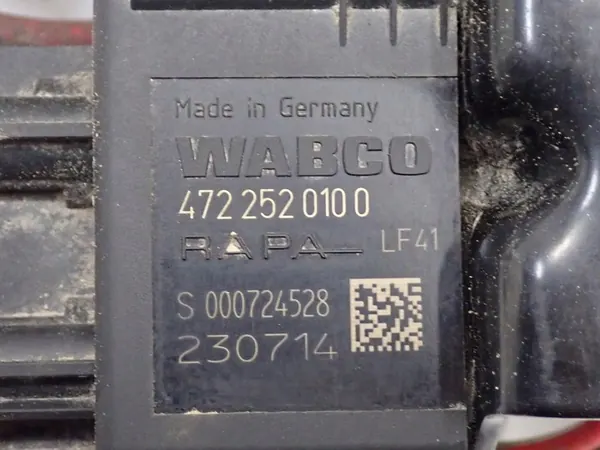 Made in Germany
WABCO
472 252 010 0
RAPA LF41
S 000724528
230714